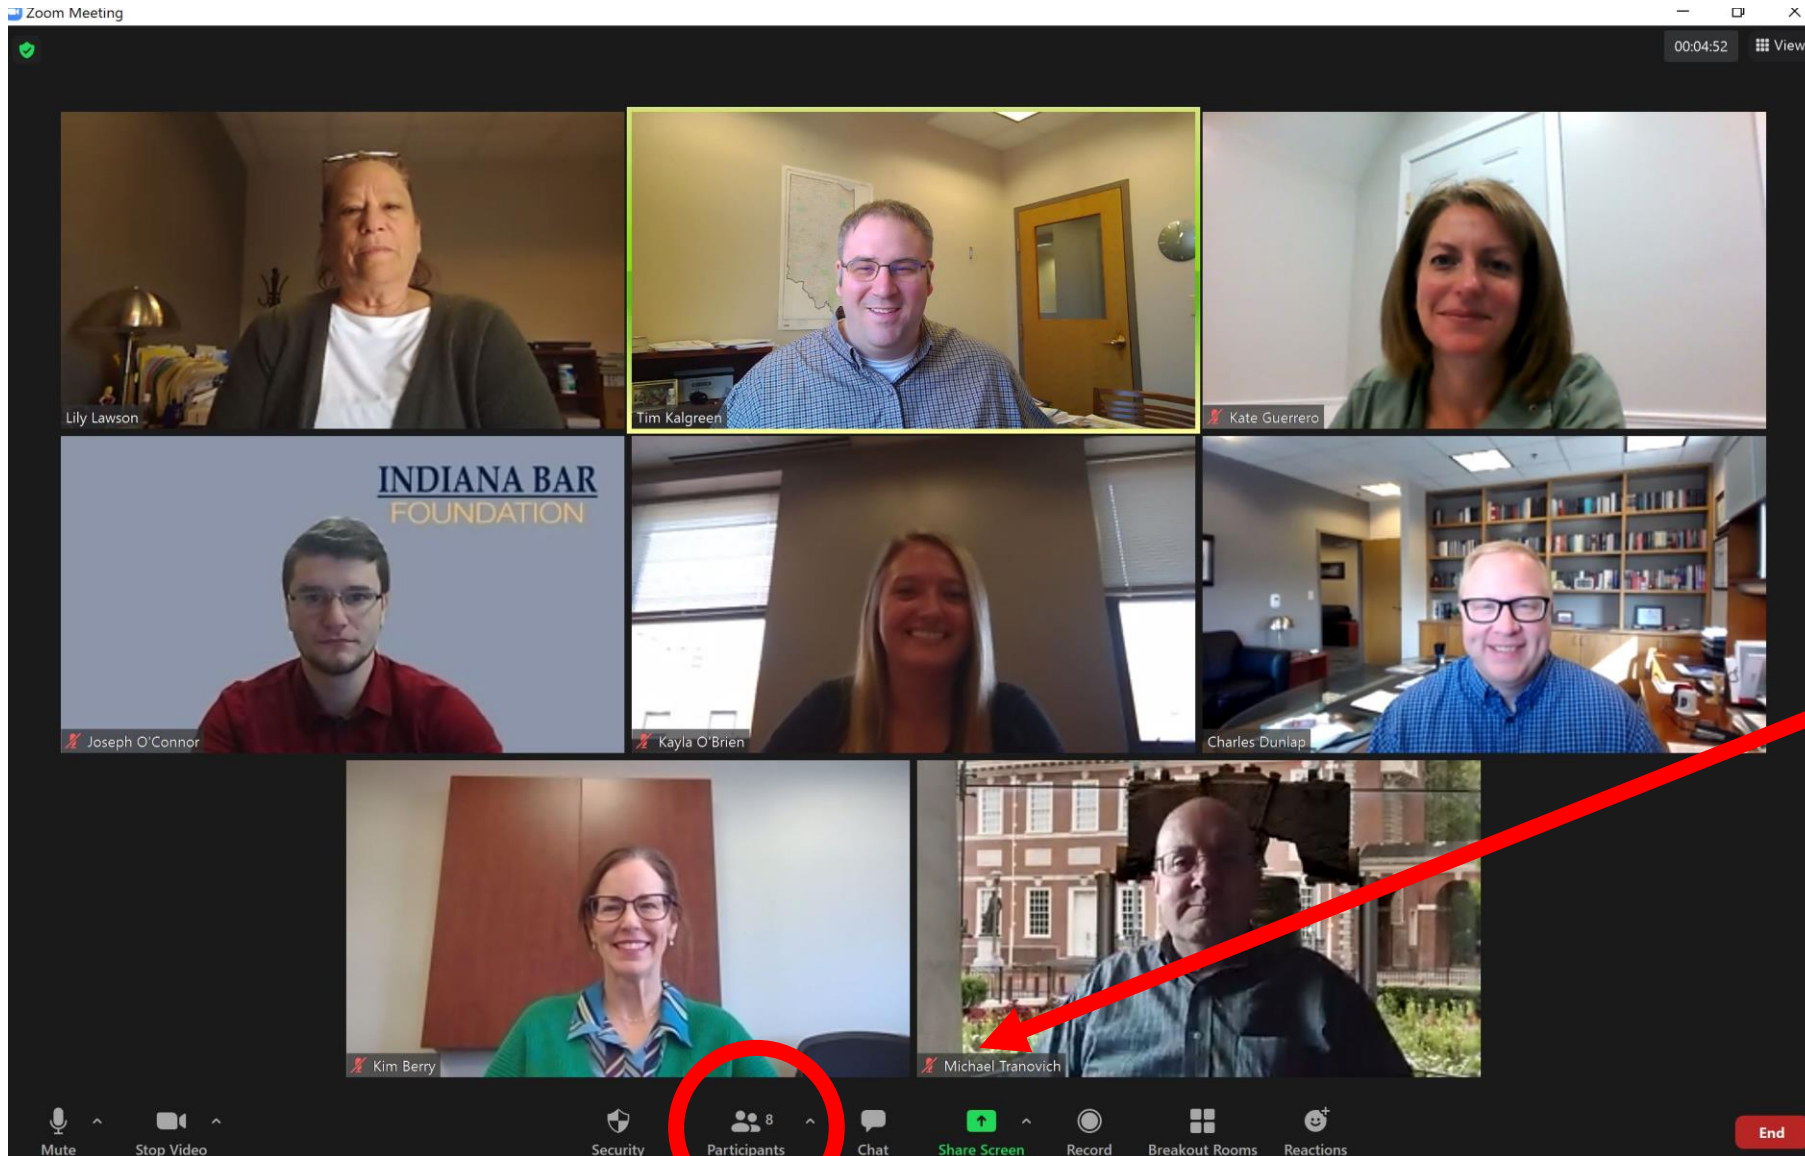 Zoom Meeting
00:04:52
View
Lily Lawson
Tim Kalgreen
Kate Guerrero
INDIANA BAR
FOUNDATION
Joseph O'Connor
Kayla O'Brien
Charles Dunlap
Kim Berry
Michael Tranovich
8
Mute
Stop Video
Security
Participants
Chat
Share Screen
Record
Breakout Rooms
Reactions
End